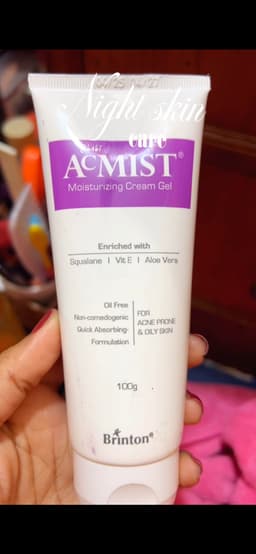 Night skin
care
ACMIST®
Moisturizing Cream Gel
Enriched with
Squalane | Vit E | Aloe Vera
Oil Free
Non-comedogenic
Quick Absorbing
Formulation
FOR
ACNE PRONE
& OILY SKIN
100g
Brinton®